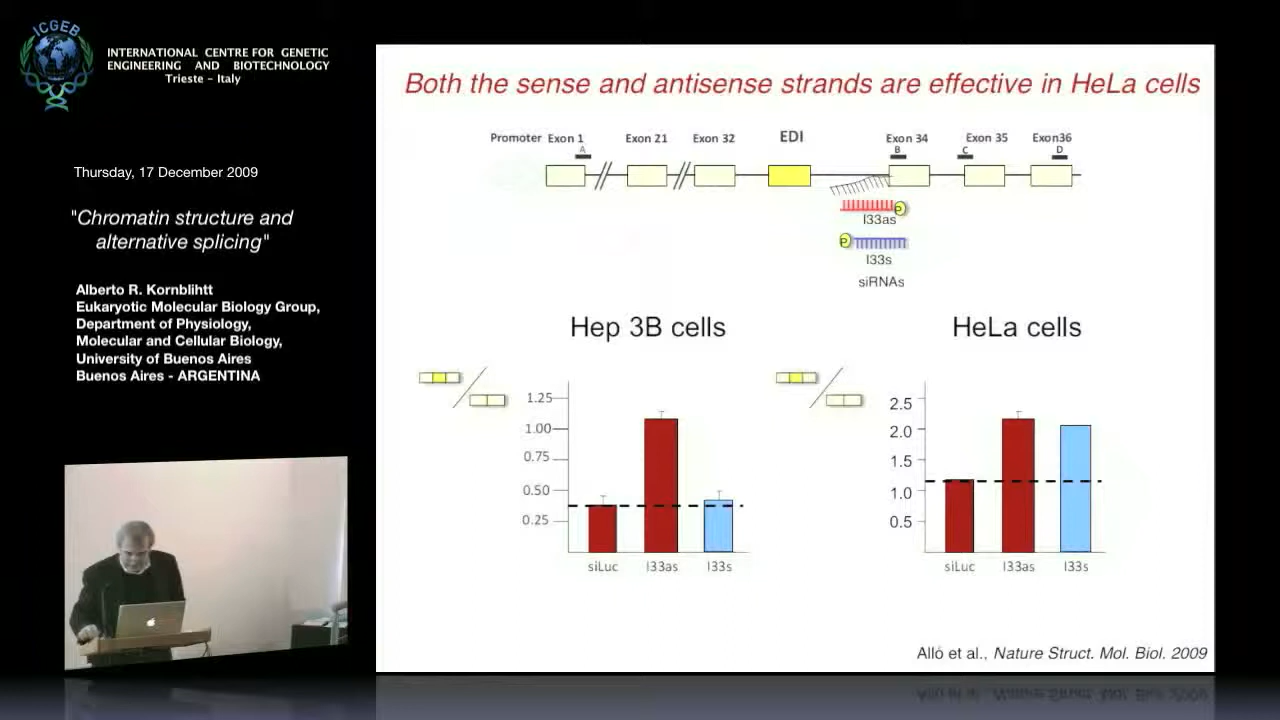 ICGEB
INTERNATIONAL CENTRE FOR GENETIC
ENGINEERING AND BIOTECHNOLOGY
Trieste - Italy
Thursday, 17 December 2009
"Chromatin structure and
alternative splicing"
Alberto R. Kornblihtt
Eukaryotic Molecular Biology Group,
Department of Physiology,
Molecular and Cellular Biology,
University of Buenos Aires
Buenos Aires - ARGENTINA
Both the sense and antisense strands are effective in HeLa cells
Promoter Exon 1 Exon 21 Exon 32 EDI Exon 34 Exon 35 Exon36
A B C D
P
I33as
P
I33s
siRNAs
Hep 3B cells
1.25
1.00
0.75
0.50
0.25
siLuc I33as I33s
HeLa cells
2.5
2.0
1.5
1.0
0.5
siLuc I33as I33s
Alló et al., Nature Struct. Mol. Biol. 2009